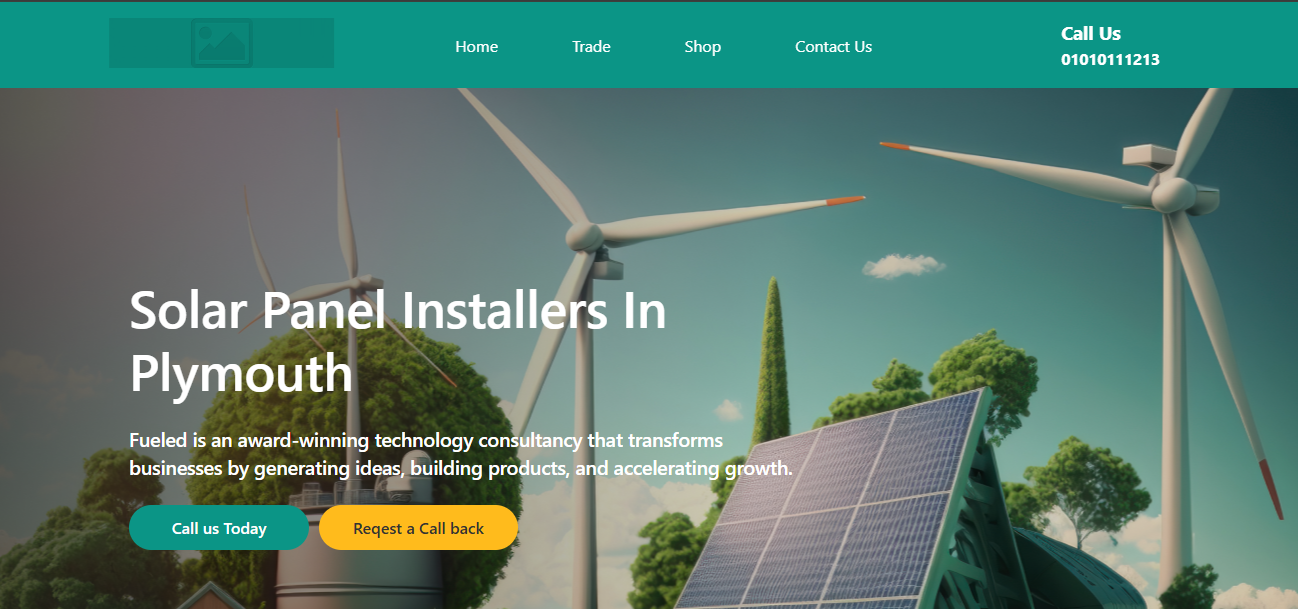 Home Trade Shop Contact Us
Call Us
01010111213
Solar Panel Installers In
Plymouth
Fueled is an award-winning technology consultancy that transforms
businesses by generating ideas, building products, and accelerating growth.
Call us Today
Reqest a Call back